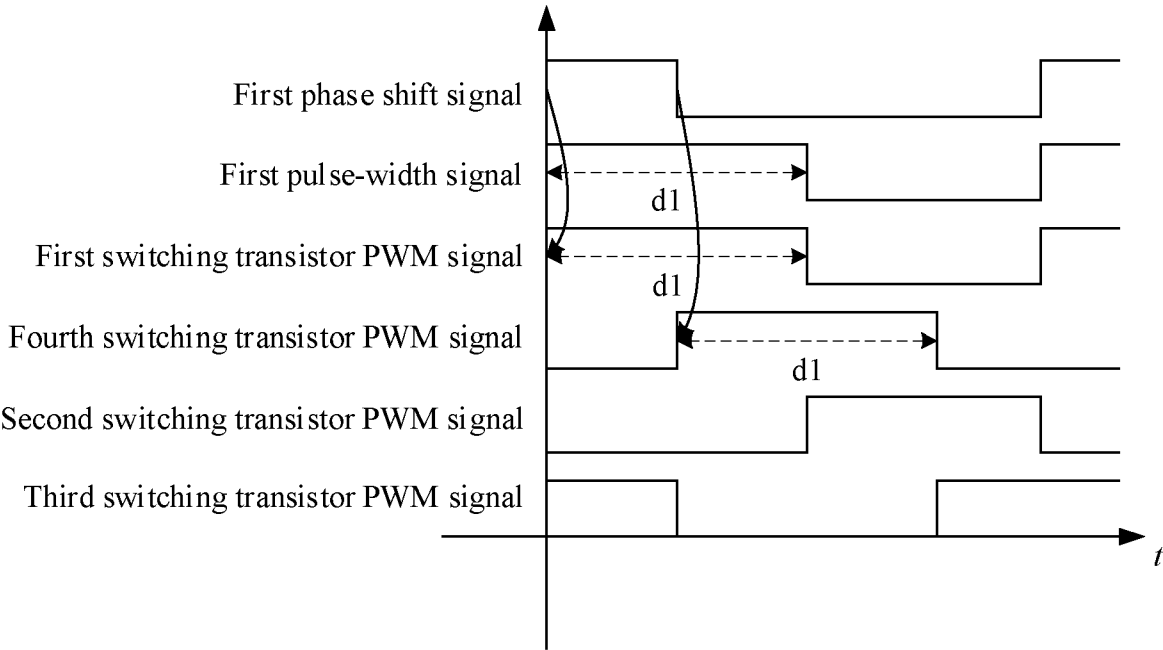 First phase shift signal
First pulse-width signal
d1
First switching transistor PWM signal
d1
Fourth switching transistor PWM signal
d1
Second switching transistor PWM signal
Third switching transistor PWM signal
t